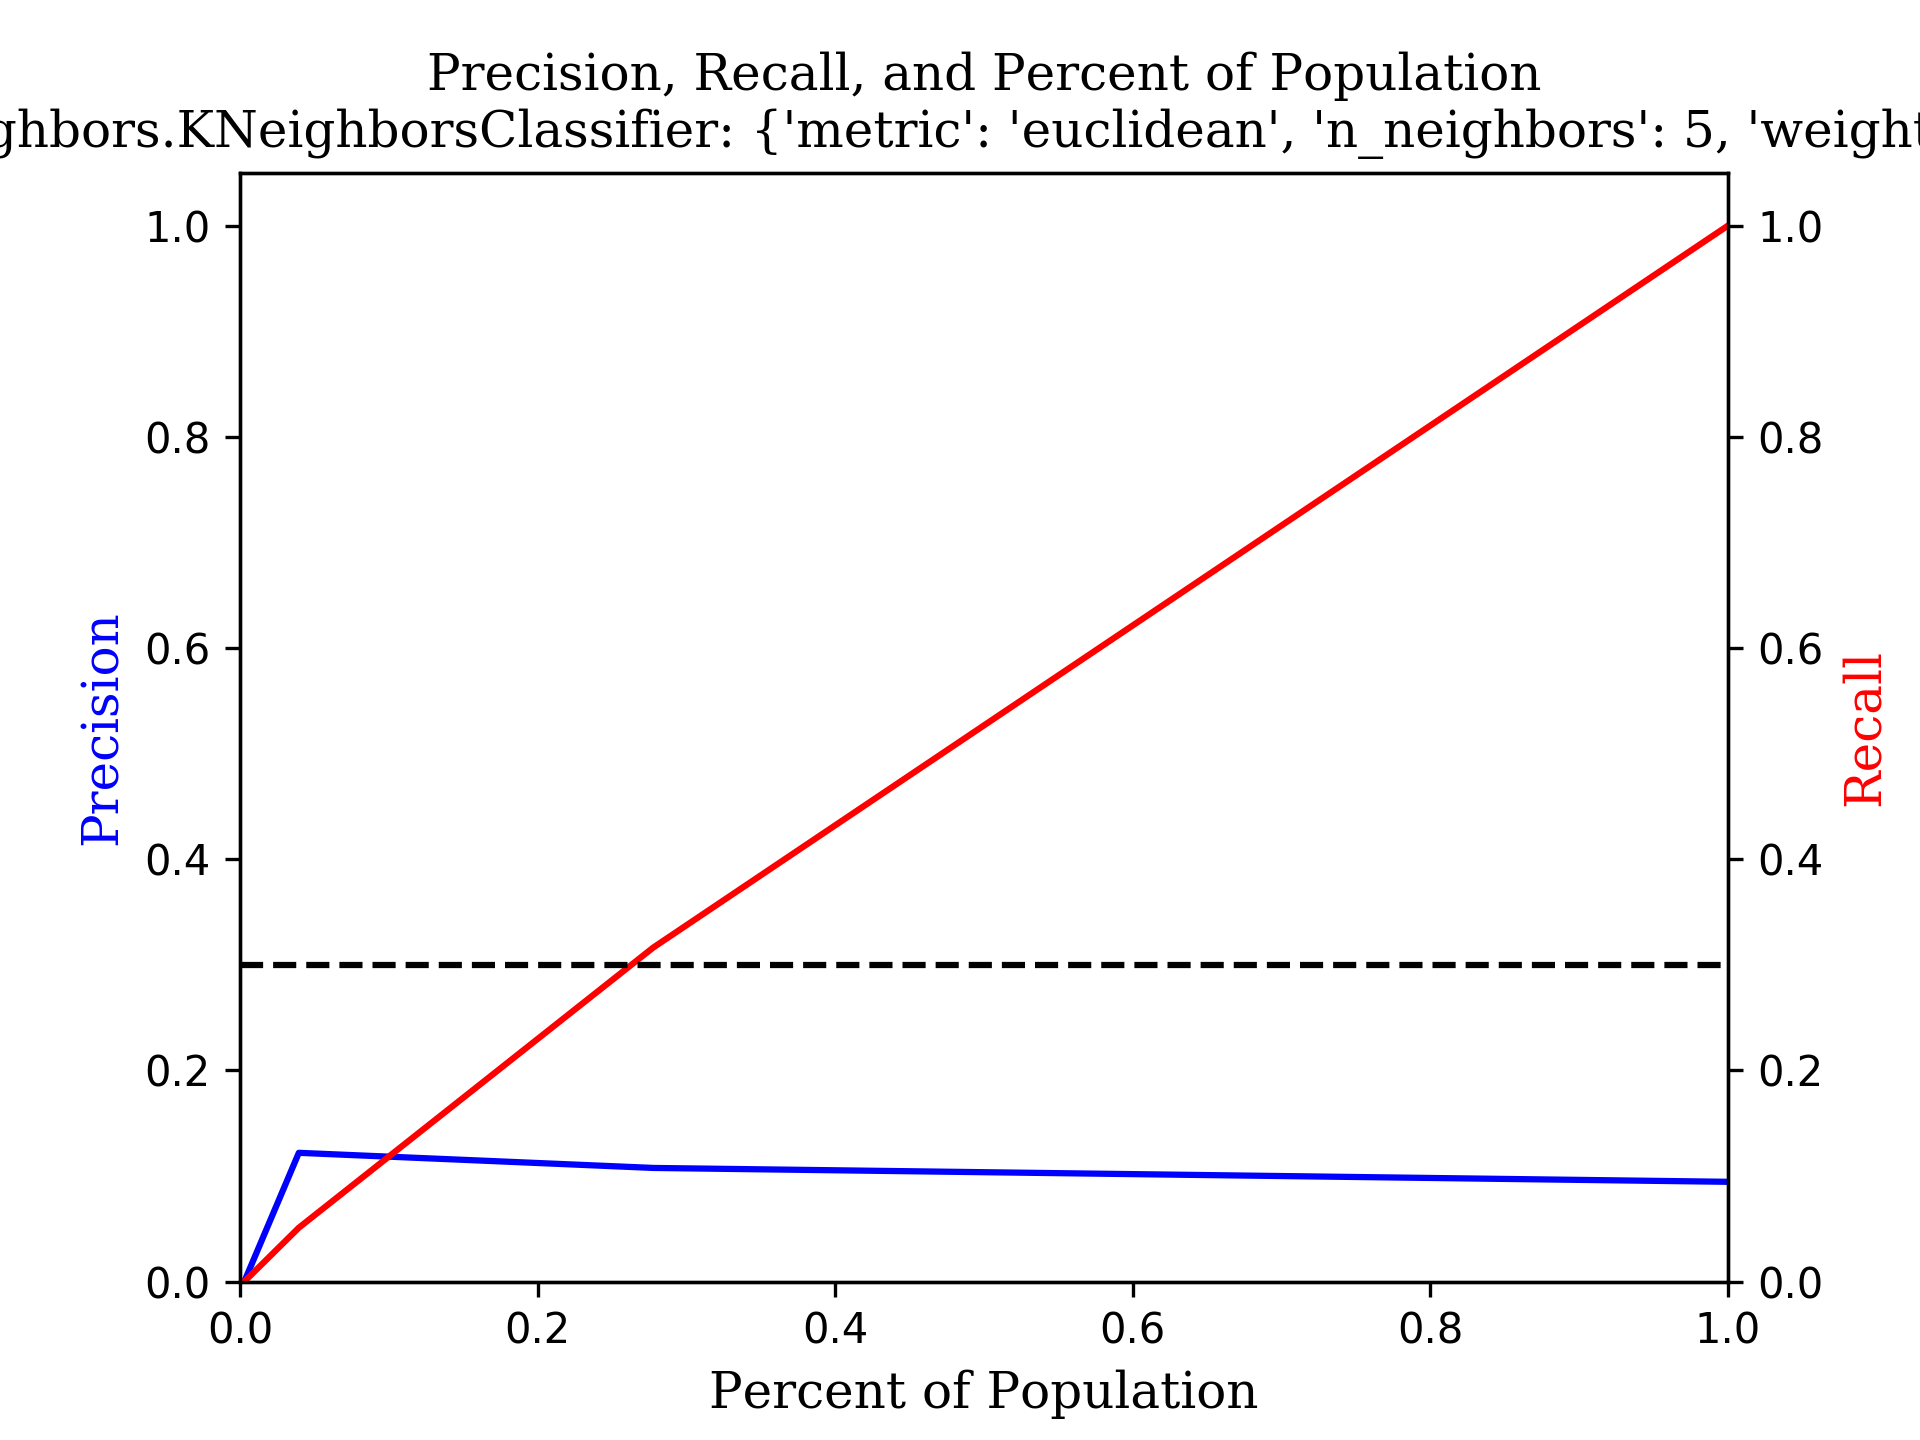 Precision, Recall, and Percent of Population
ghbors.KNeighborsClassifier: {'metric': 'euclidean', 'n_neighbors': 5, 'weight
1.0
0.8
0.6
0.4
0.2
0.0
Precision
1.0
0.8
0.6
0.4
0.2
0.0
Recall
0.0 0.2 0.4 0.6 0.8 1.0
Percent of Population